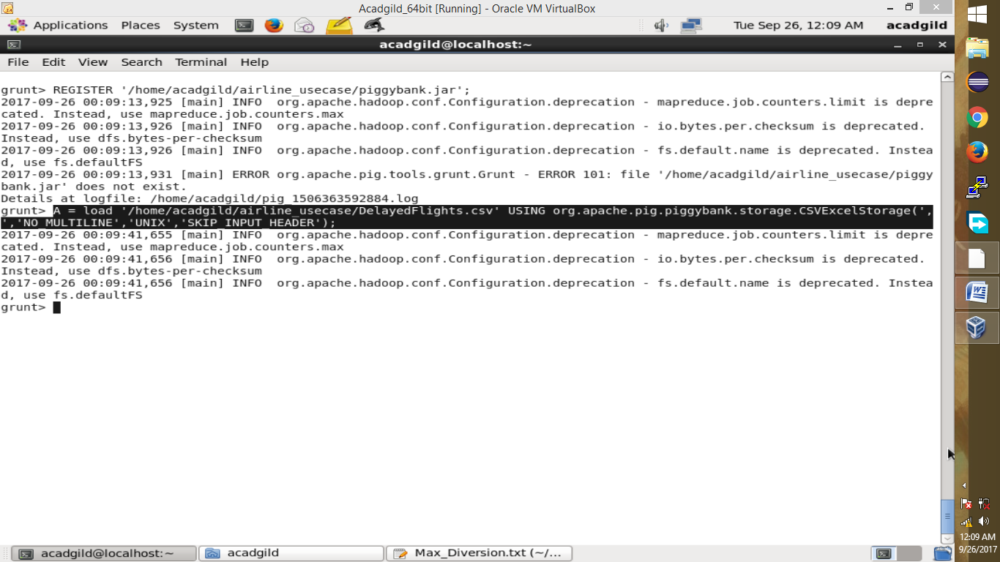 Acadgild_64bit [Running] - Oracle VM VirtualBox
Applications Places System Tue Sep 26, 12:09 AM acadgild
acadgild@localhost:~
File Edit View Search Terminal Help
grunt> REGISTER '/home/acadgild/airline_usecase/piggybank.jar';
2017-09-26 00:09:13,925 [main] INFO  org.apache.hadoop.conf.Configuration.deprecation - mapreduce.job.counters.limit is depre
cated. Instead, use mapreduce.job.counters.max
2017-09-26 00:09:13,926 [main] INFO  org.apache.hadoop.conf.Configuration.deprecation - io.bytes.per.checksum is deprecated.
Instead, use dfs.bytes-per-checksum
2017-09-26 00:09:13,926 [main] INFO  org.apache.hadoop.conf.Configuration.deprecation - fs.default.name is deprecated. Instea
d, use fs.defaultFS
2017-09-26 00:09:13,931 [main] ERROR org.apache.pig.tools.grunt.Grunt - ERROR 101: file '/home/acadgild/airline_usecase/piggy
bank.jar' does not exist.
Details at logfile: /home/acadgild/pig_1506363592884.log
grunt> A = load '/home/acadgild/airline_usecase/DelayedFlights.csv' USING org.apache.pig.piggybank.storage.CSVExcelStorage(',
','NO_MULTILINE','UNIX','SKIP_INPUT_HEADER');
2017-09-26 00:09:41,655 [main] INFO  org.apache.hadoop.conf.Configuration.deprecation - mapreduce.job.counters.limit is depre
cated. Instead, use mapreduce.job.counters.max
2017-09-26 00:09:41,656 [main] INFO  org.apache.hadoop.conf.Configuration.deprecation - io.bytes.per.checksum is deprecated.
Instead, use dfs.bytes-per-checksum
2017-09-26 00:09:41,656 [main] INFO  org.apache.hadoop.conf.Configuration.deprecation - fs.default.name is deprecated. Instea
d, use fs.defaultFS
grunt>
acadgild@localhost:~ acadgild Max_Diversion.txt (~/...
12:09 AM
9/26/2017